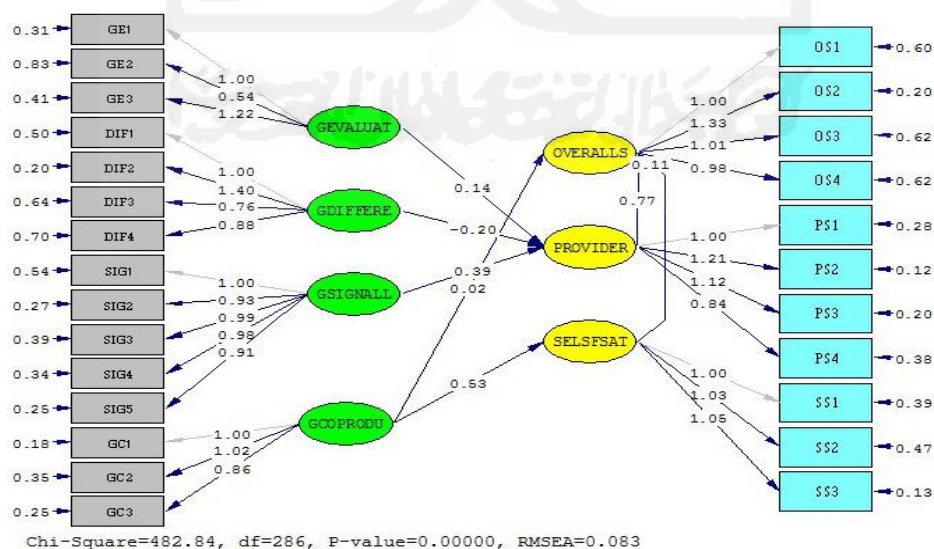 0.31 GE1
0.83 GE2
0.41 GE3
0.50 DIF1
0.20 DIF2
0.64 DIF3
0.70 DIF4
0.54 SIG1
0.27 SIG2
0.39 SIG3
0.34 SIG4
0.25 SIG5
0.18 GC1
0.35 GC2
0.25 GC3
1.00
0.54
1.22
1.00
1.40
0.76
0.88
1.00
0.93
0.99
0.98
0.91
1.00
1.02
0.86
GEVALUAT
GDIFFERE
GSIGNALL
GCOPRODU
0.14
-0.20
0.39
0.02
0.53
OVERALLS
PROVIDER
SELSFSAT
0.11
0.77
1.00
1.33
1.01
0.98
1.00
1.21
1.12
0.84
1.00
1.03
1.05
OS1 0.60
OS2 0.20
OS3 0.62
OS4 0.62
PS1 0.28
PS2 0.12
PS3 0.20
PS4 0.38
SS1 0.39
SS2 0.47
SS3 0.13
Chi-Square=482.84, df=286, P-value=0.00000, RMSEA=0.083